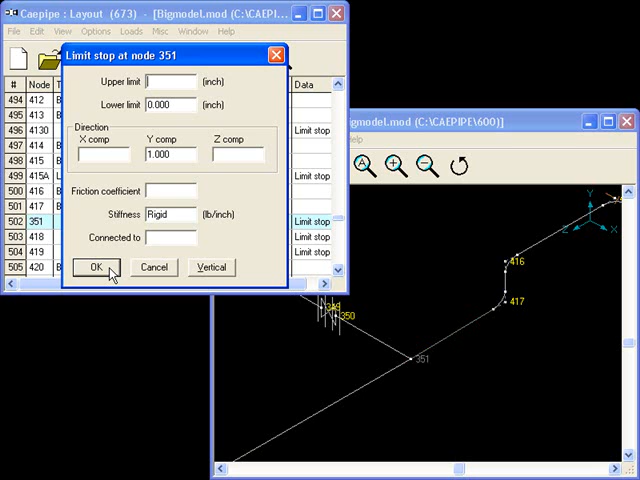 Caepipe : Layout (673) - [Bigmodel.mod (C:\CAEPIP...
File Edit View Options Loads Misc Window Help
# Node Data
494 412 B
495 413 B
496 4130 Limit stop
497 414 B
498 415 B
499 415A L Limit stop
500 416 B
501 417 B
502 351 Limit stop
503 418 Limit stop
504 419 Limit stop
505 420 B
Limit stop at node 351
Upper limit (inch)
Lower limit 0.000 (inch)
Direction
X comp Y comp Z comp
1.000
Friction coefficient
Stiffness Rigid (lb/inch)
Connected to
OK Cancel Vertical
igmodel.mod (C:\CAEPIPE\600)]
Help
Y
Z X
416
417
349
350
351